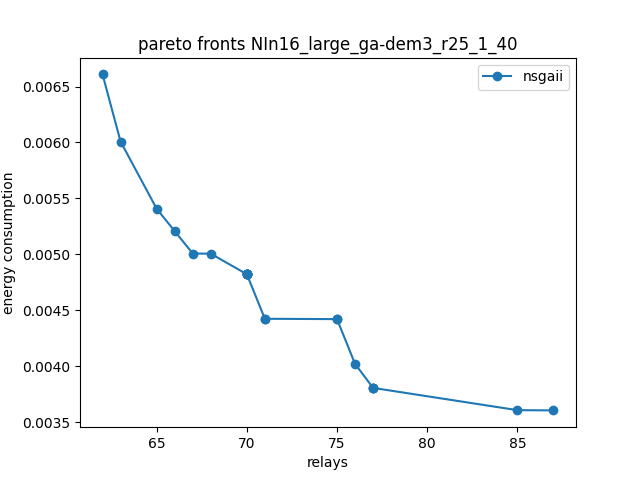 pareto fronts NIn16_large_ga-dem3_r25_1_40
nsgaii
energy consumption
0.0065
0.0060
0.0055
0.0050
0.0045
0.0040
0.0035
65 70 75 80 85
relays